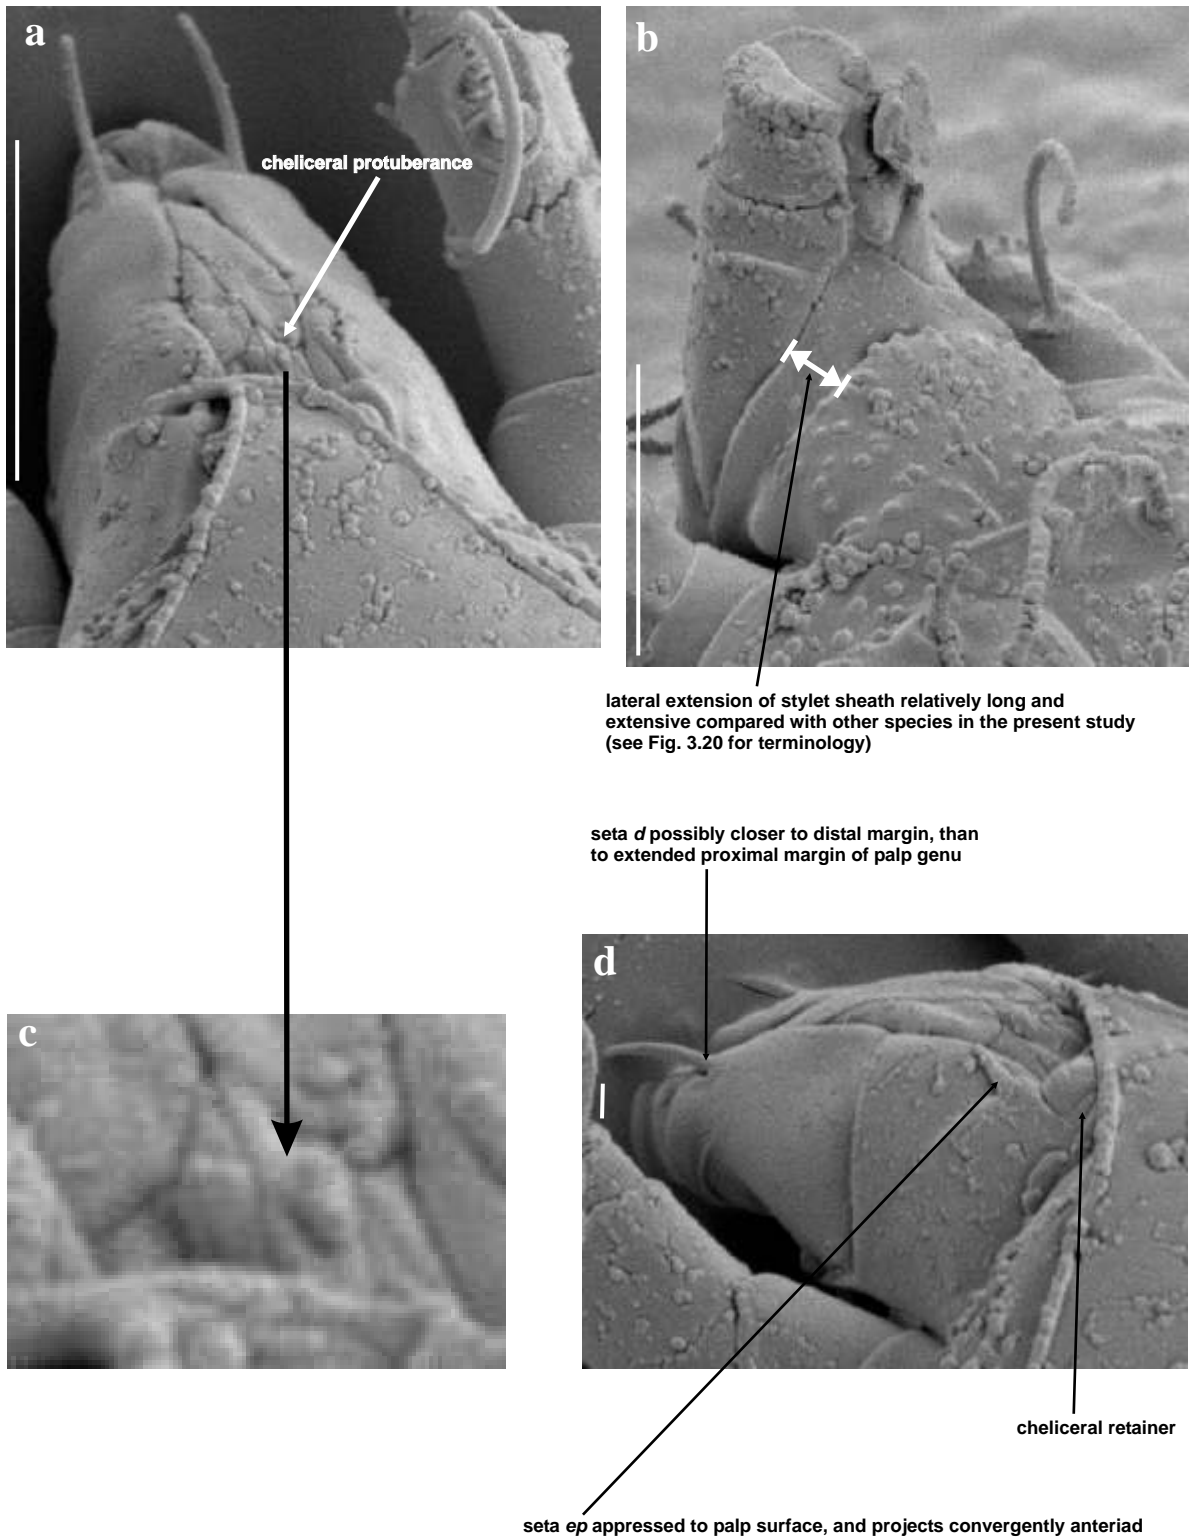 a
cheliceral protuberance
b
lateral extension of stylet sheath relatively long and
extensive compared with other species in the present study
(see Fig. 3.20 for terminology)
seta d possibly closer to distal margin, than
to extended proximal margin of palp genu
c
d
cheliceral retainer
seta ep appressed to palp surface, and projects convergently anteriad